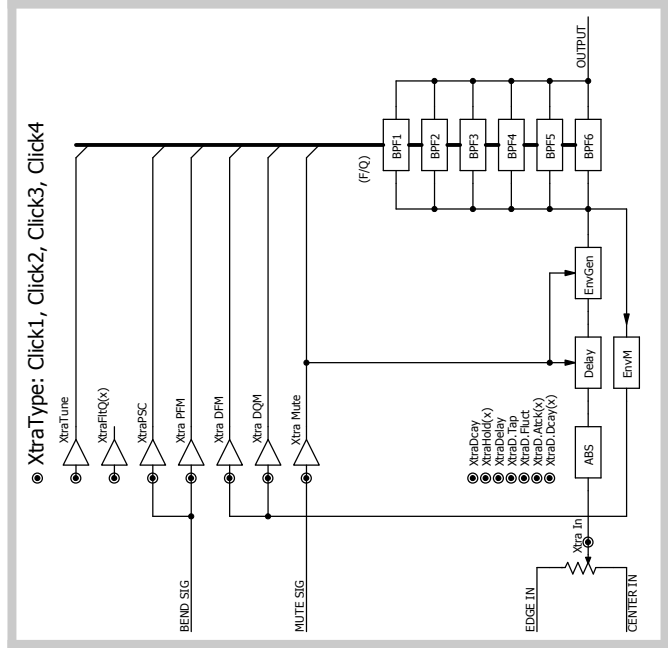 XtraType: Click1, Click2, Click3, Click4
XtraTune
XtraFltQ(x)
XtraPSC
Xtra PFM
Xtra DFM
Xtra DQM
Xtra Mute
BEND SIG
MUTE SIG
(F/Q)
BPF1
BPF2
BPF3
BPF4
BPF5
BPF6
OUTPUT
XtraDcay
XtraHold(x)
XtraDelay
XtraD.Tap
XtraD.Fluct
XtraD.Atck(x)
XtraD.Dcay(x)
EDGE IN
CENTER IN
Xtra In
ABS
Delay
EnvGen
EnvM